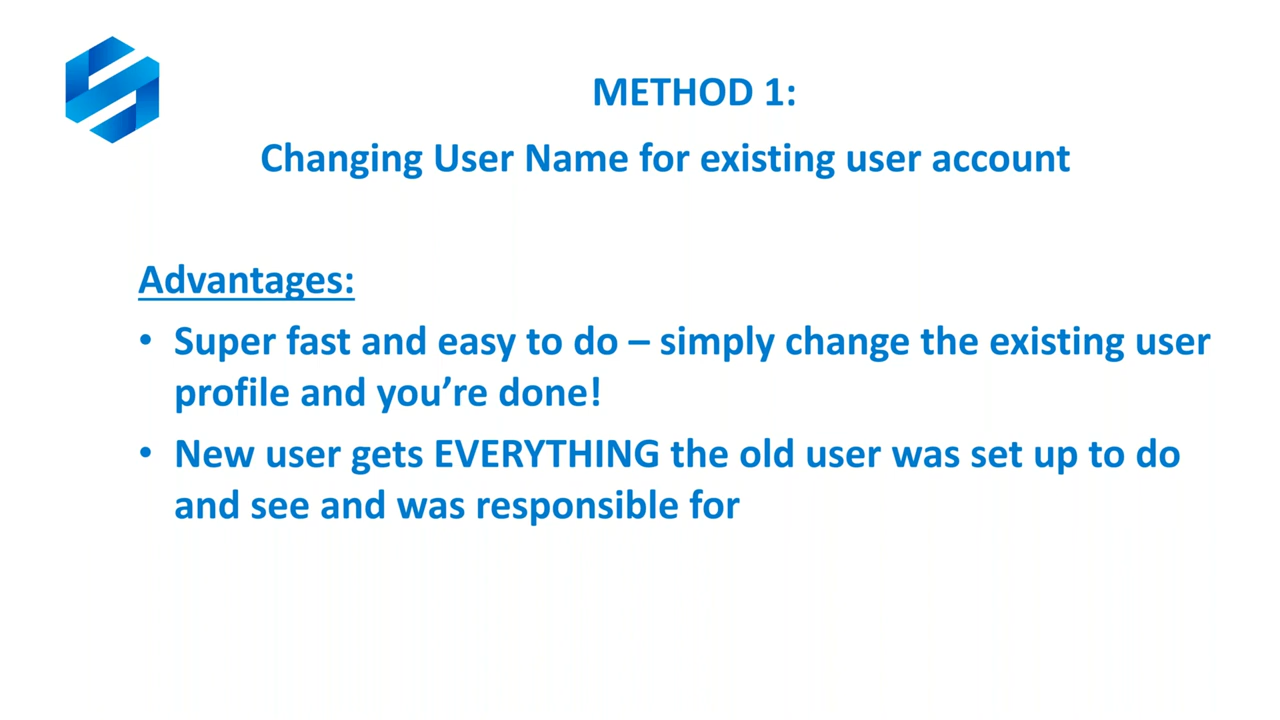 METHOD 1:
Changing User Name for existing user account
Advantages:
• Super fast and easy to do – simply change the existing user
profile and you’re done!
• New user gets EVERYTHING the old user was set up to do
and see and was responsible for